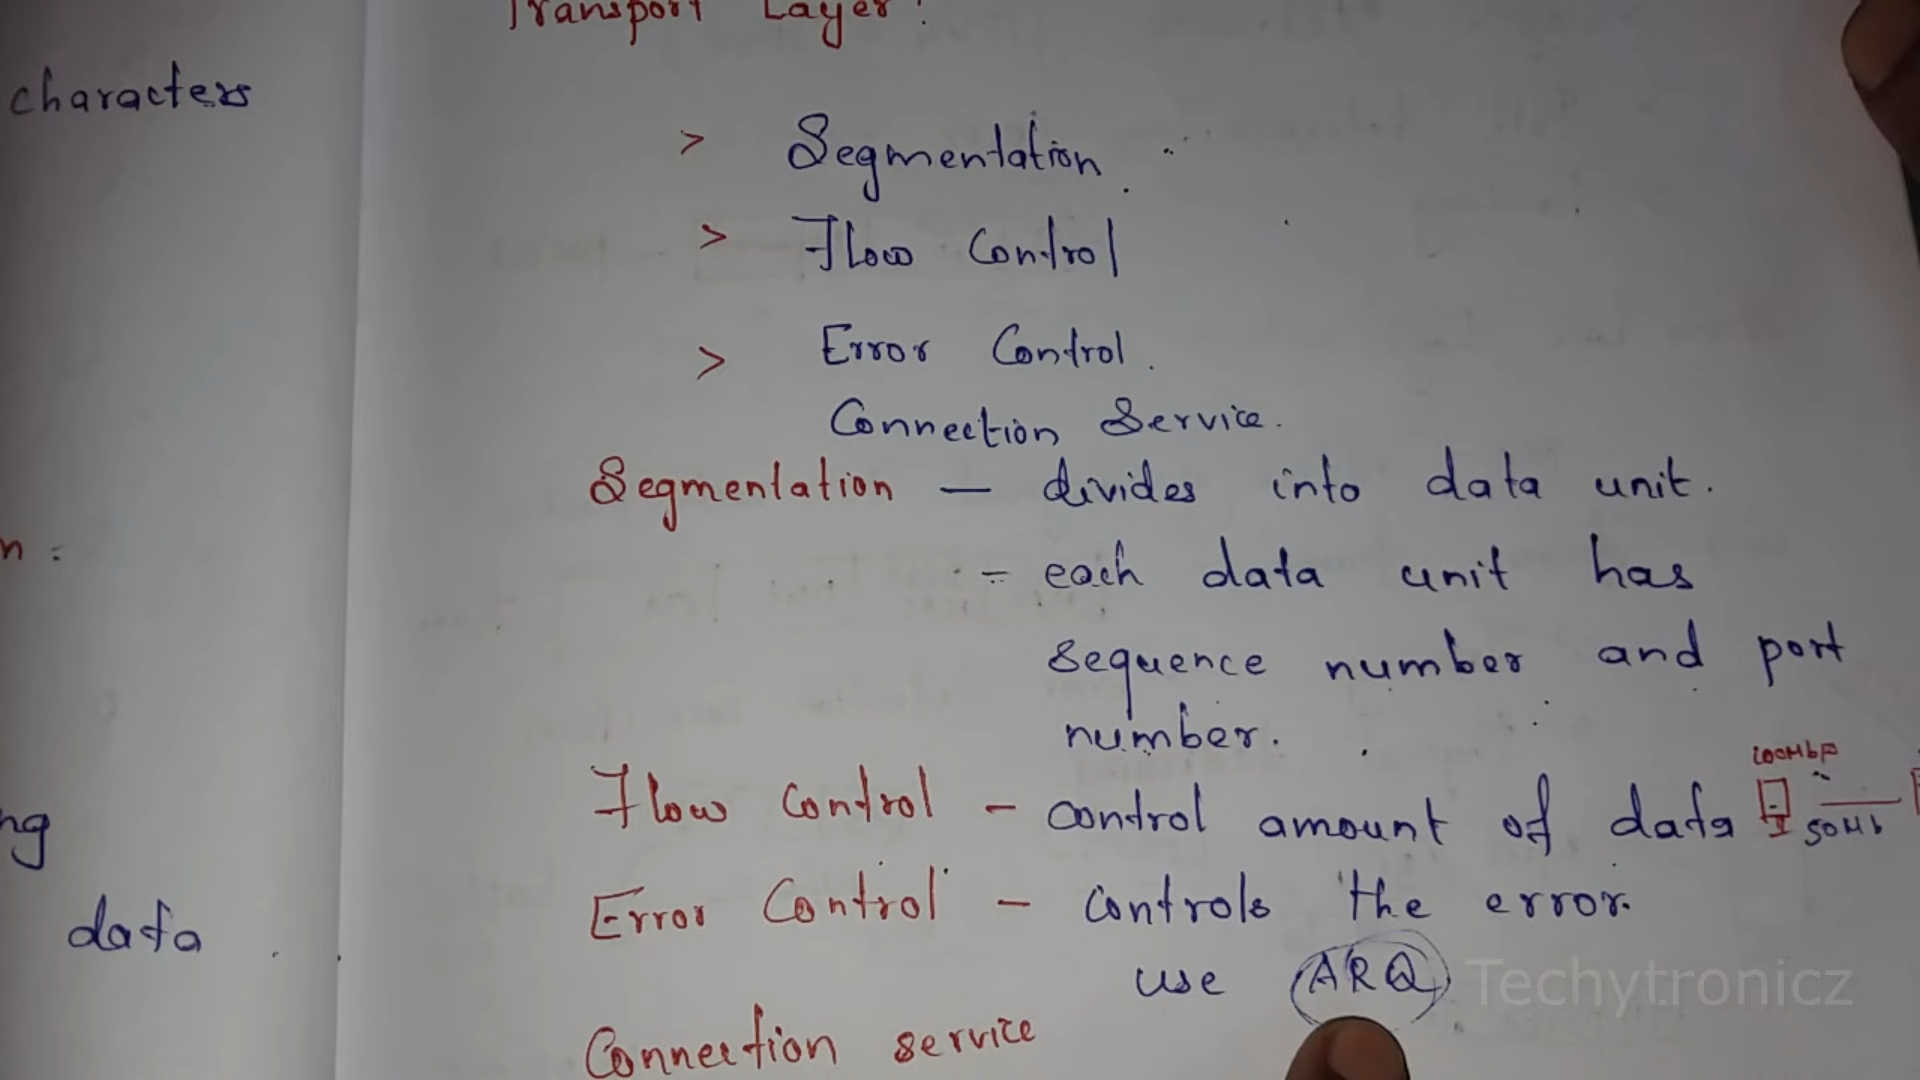 Transport Layer:
characters
> Segmentation.
> Flow Control
> Error Control.
Connection Service.
Segmentation — divides into data unit.
- each data unit has
n:
sequence number and port
number.
100Mbp
Flow control - control amount of data
50Mb
ng
Error Control - controls the error.
data
use ARQ
Techytronicz
Connection service